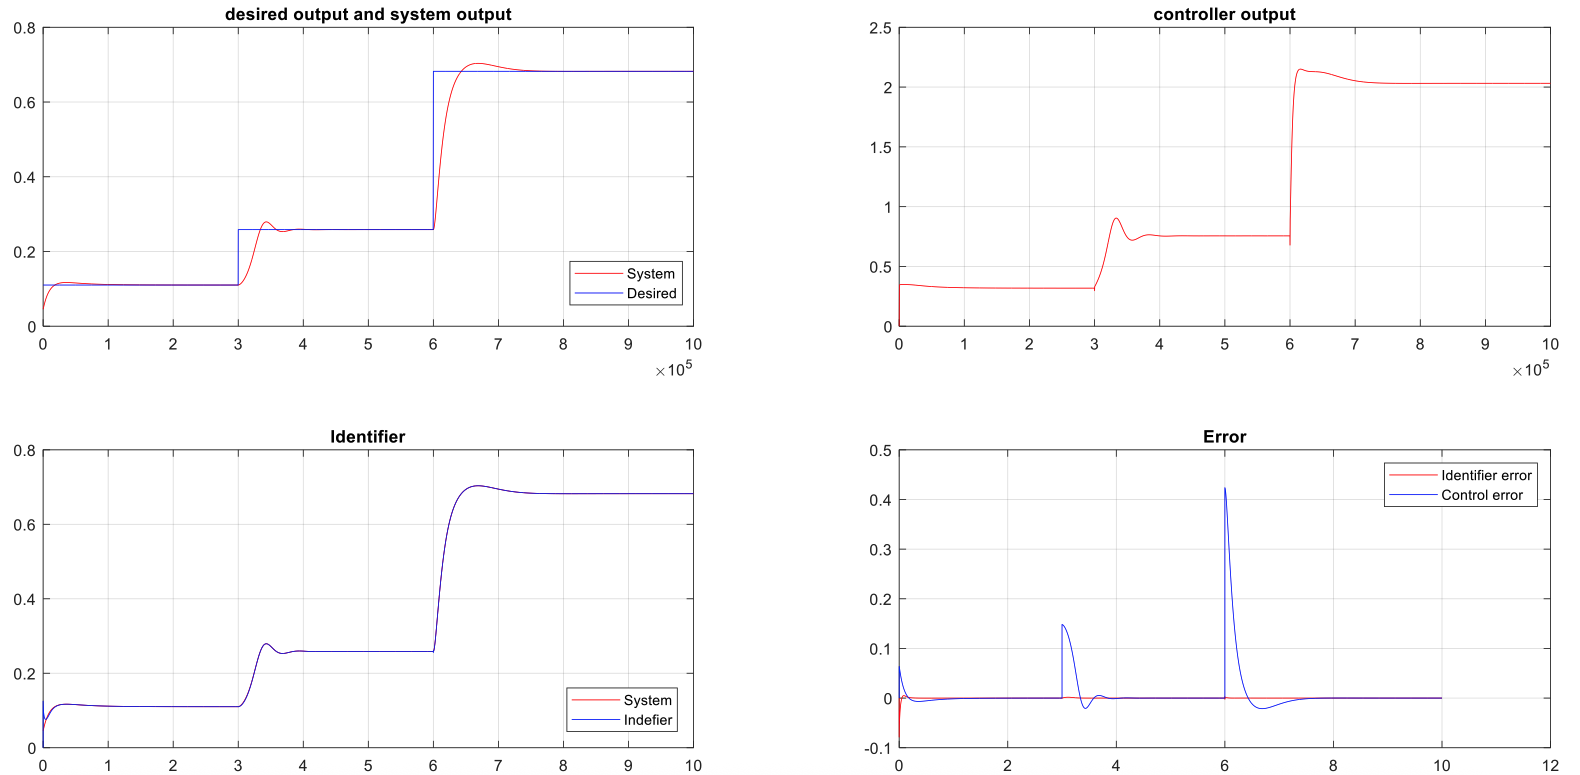 desired output and system output
0.8
0.6
0.4
0.2
0
0 1 2 3 4 5 6 7 8 9 10
×10^5
System
Desired
controller output
2.5
2
1.5
1
0.5
0
0 1 2 3 4 5 6 7 8 9 10
×10^5
Identifier
0.8
0.6
0.4
0.2
0
0 1 2 3 4 5 6 7 8 9 10
System
Indefier
Error
0.5
0.4
0.3
0.2
0.1
0
-0.1
0 2 4 6 8 10 12
Identifier error
Control error